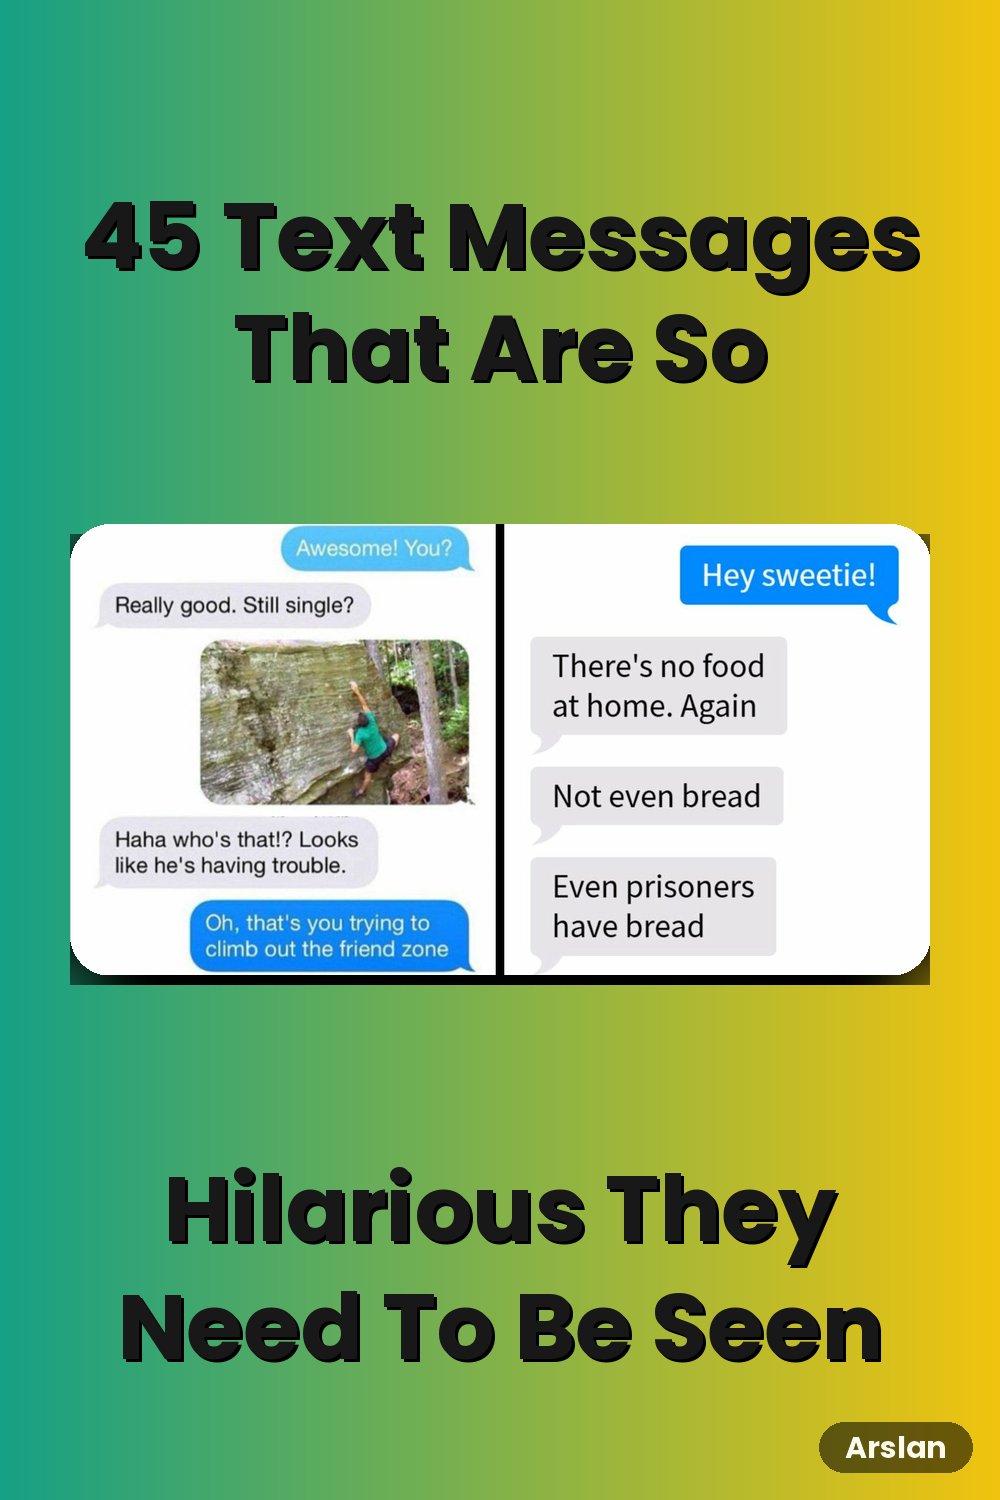 45 Text Messages
That Are So
Awesome! You?
Really good. Still single?
Haha who's that!? Looks
like he's having trouble.
Oh, that's you trying to
climb out the friend zone
Hey sweetie!
There's no food
at home. Again
Not even bread
Even prisoners
have bread
Hilarious They
Need To Be Seen
Arslan